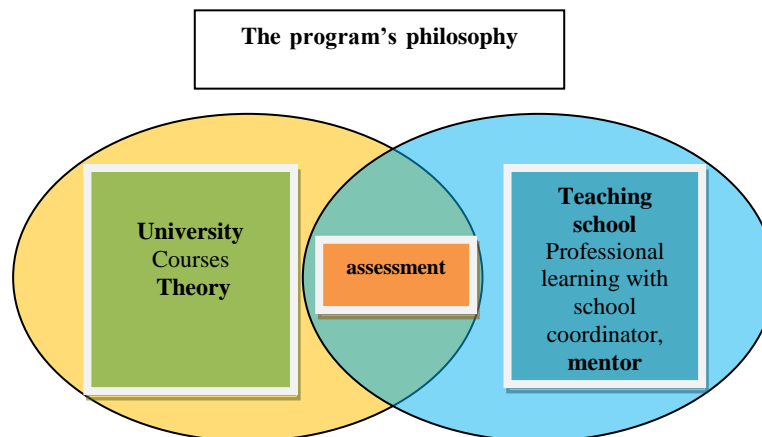 The program's philosophy
University
Courses
Theory
assessment
Teaching
school
Professional
learning with
school
coordinator,
mentor